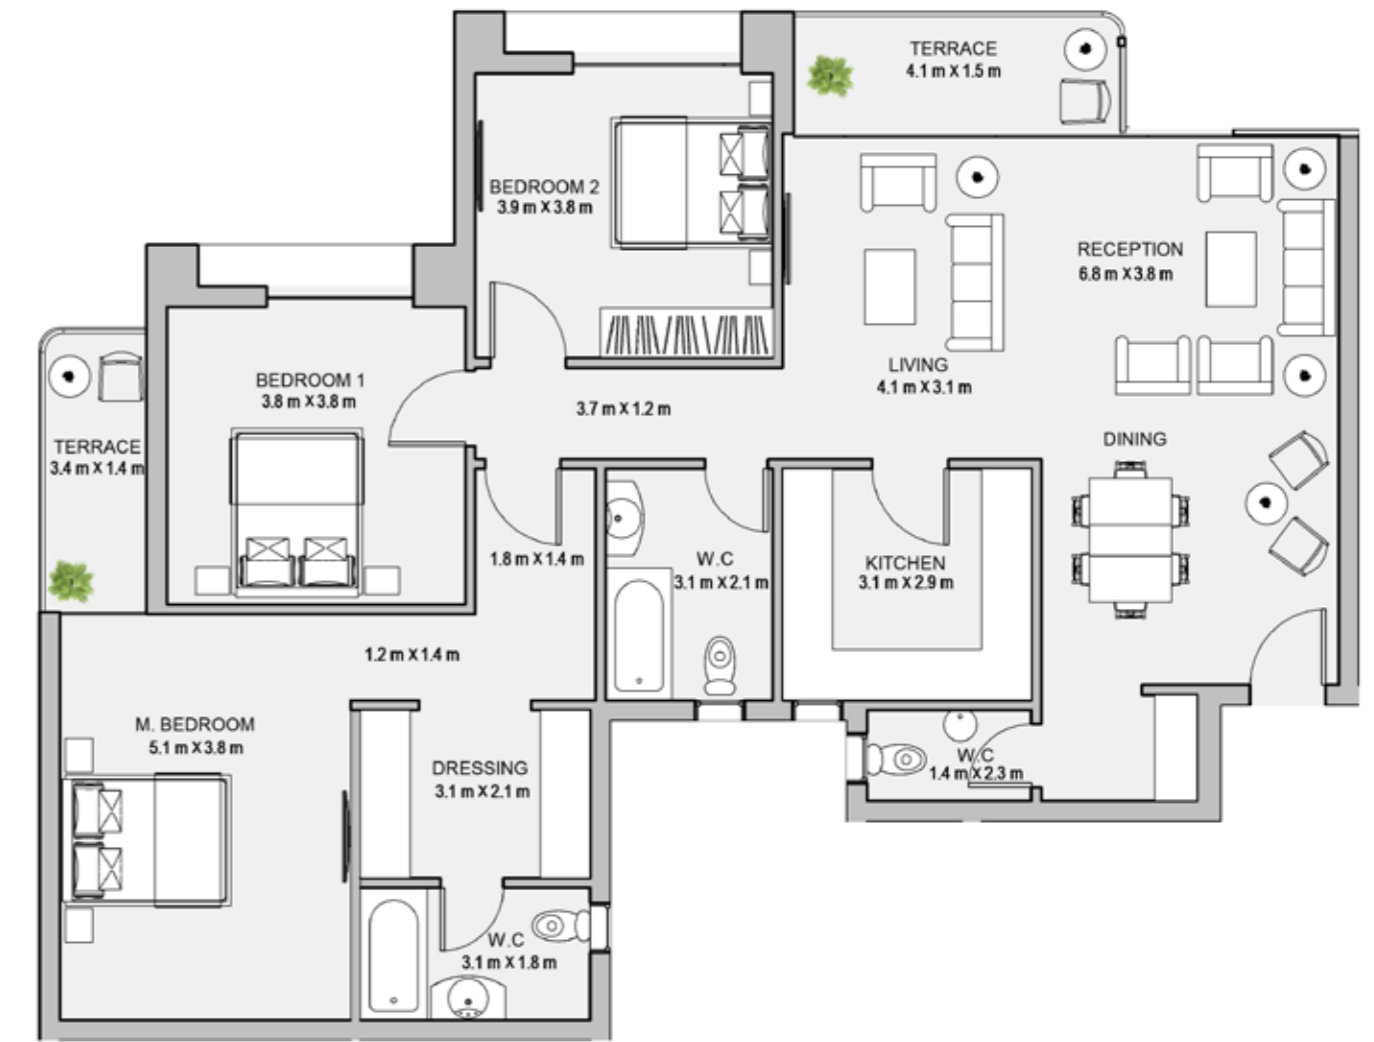 TERRACE
4.1 m X 1.5 m
BEDROOM 2
3.9 m X 3.8 m
RECEPTION
6.8 m X 3.8 m
LIVING
4.1 m X 3.1 m
BEDROOM 1
3.8 m X 3.8 m
3.7 m X 1.2 m
TERRACE
3.4 m X 1.4 m
DINING
1.8 m X 1.4 m
W.C
3.1 m X 2.1 m
KITCHEN
3.1 m X 2.9 m
1.2 m X 1.4 m
M. BEDROOM
5.1 m X 3.8 m
DRESSING
3.1 m X 2.1 m
W.C
1.4 m X 2.3 m
W.C
3.1 m X 1.8 m